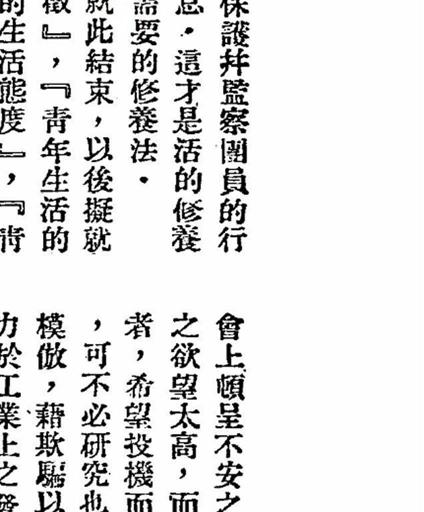 保護幷監察團員的行
息·這才是活的修養
需要的修養法·
就此結束,以後擬就
徵』,『靑年生活的
的生活態度』,『靑
會上頓呈不安之
之欲望太高,而
者,希望投機而
,可不必研究也
模倣,藉欺騙以
力於工業上之發